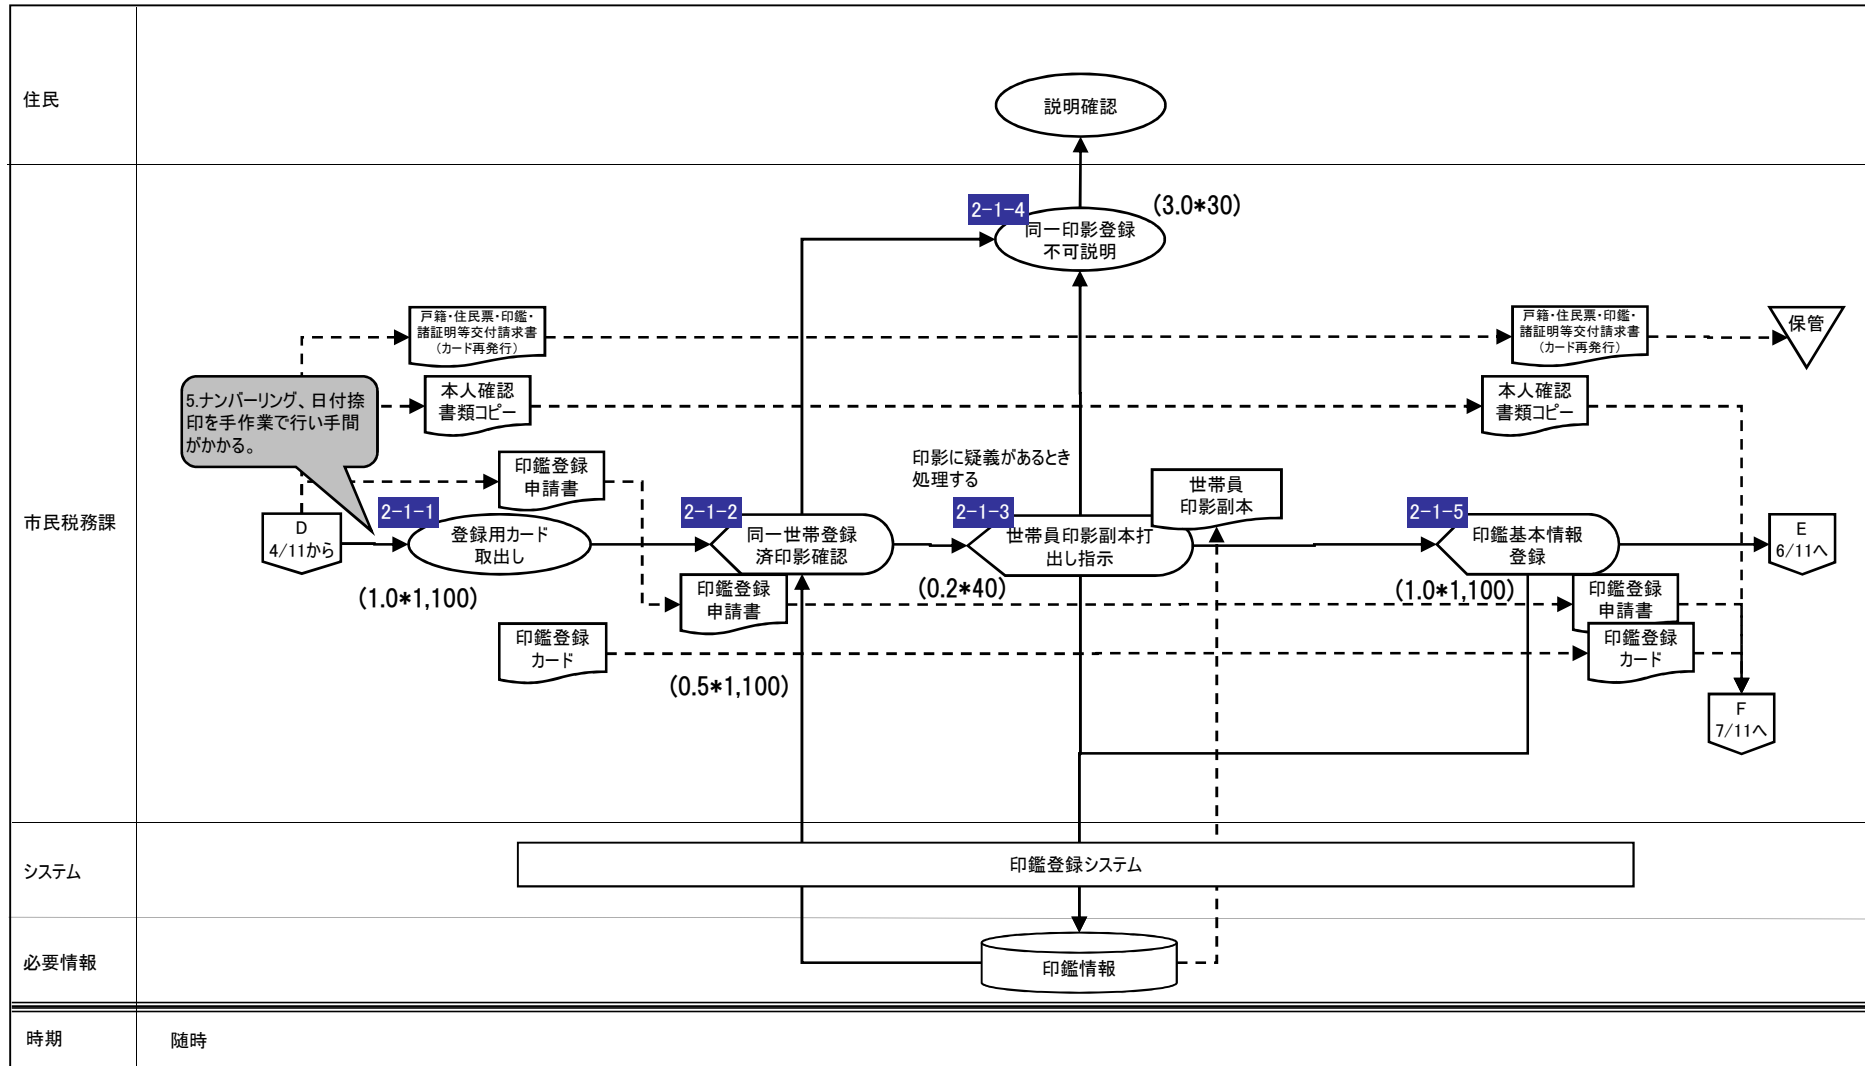 住民
説明確認
2-1-4
(3.0*30)
同一印影登録
不可説明
戸籍・住民票・印鑑・
諸証明等交付請求書
(カード再発行)
戸籍・住民票・印鑑・
諸証明等交付請求書
(カード再発行)
保管
5.ナンバーリング、日付捺
印を手作業で行い手間
がかかる。
本人確認
書類コピー
本人確認
書類コピー
印鑑登録
申請書
印影に疑義があるとき
処理する
世帯員
印影副本
市民税務課
D
4/11から
2-1-1
登録用カード
取出し
2-1-2
同一世帯登録
済印影確認
2-1-3
世帯員印影副本打
出し指示
2-1-5
印鑑基本情報
登録
E
6/11へ
(1.0*1,100)
印鑑登録
申請書
(0.2*40)
(1.0*1,100)
印鑑登録
申請書
印鑑登録
カード
印鑑登録
カード
(0.5*1,100)
F
7/11へ
システム
印鑑登録システム
必要情報
印鑑情報
時期
随時